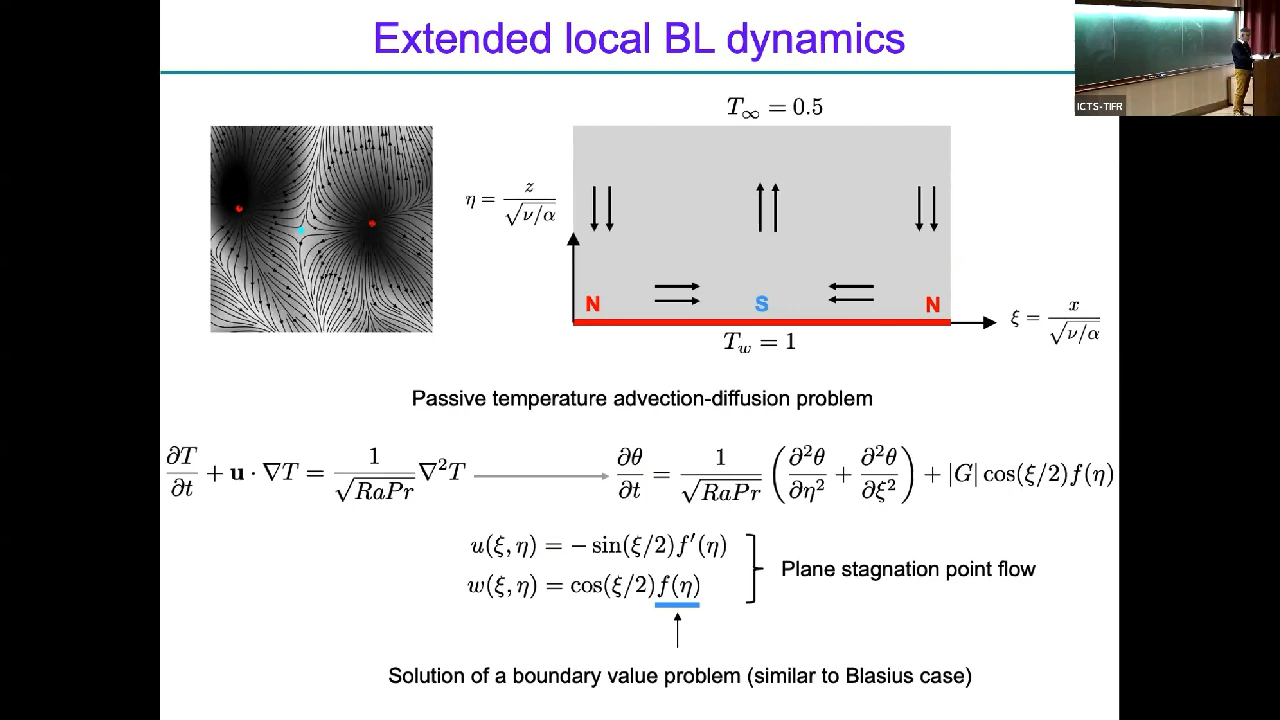 Extended local BL dynamics
ICTS-TIFR
T∞ = 0.5
η = z / √(ν/α)
N S N
ξ = x / √(ν/α)
T_w = 1
Passive temperature advection-diffusion problem
∂T/∂t + u · ∇T = 1/√(RaPr) ∇²T
∂θ/∂t = 1/√(RaPr) (∂²θ/∂η² + ∂²θ/∂ξ²) + |G| cos(ξ/2) f(η)
u(ξ, η) = − sin(ξ/2) f′(η)
w(ξ, η) = cos(ξ/2) f(η)
Plane stagnation point flow
Solution of a boundary value problem (similar to Blasius case)